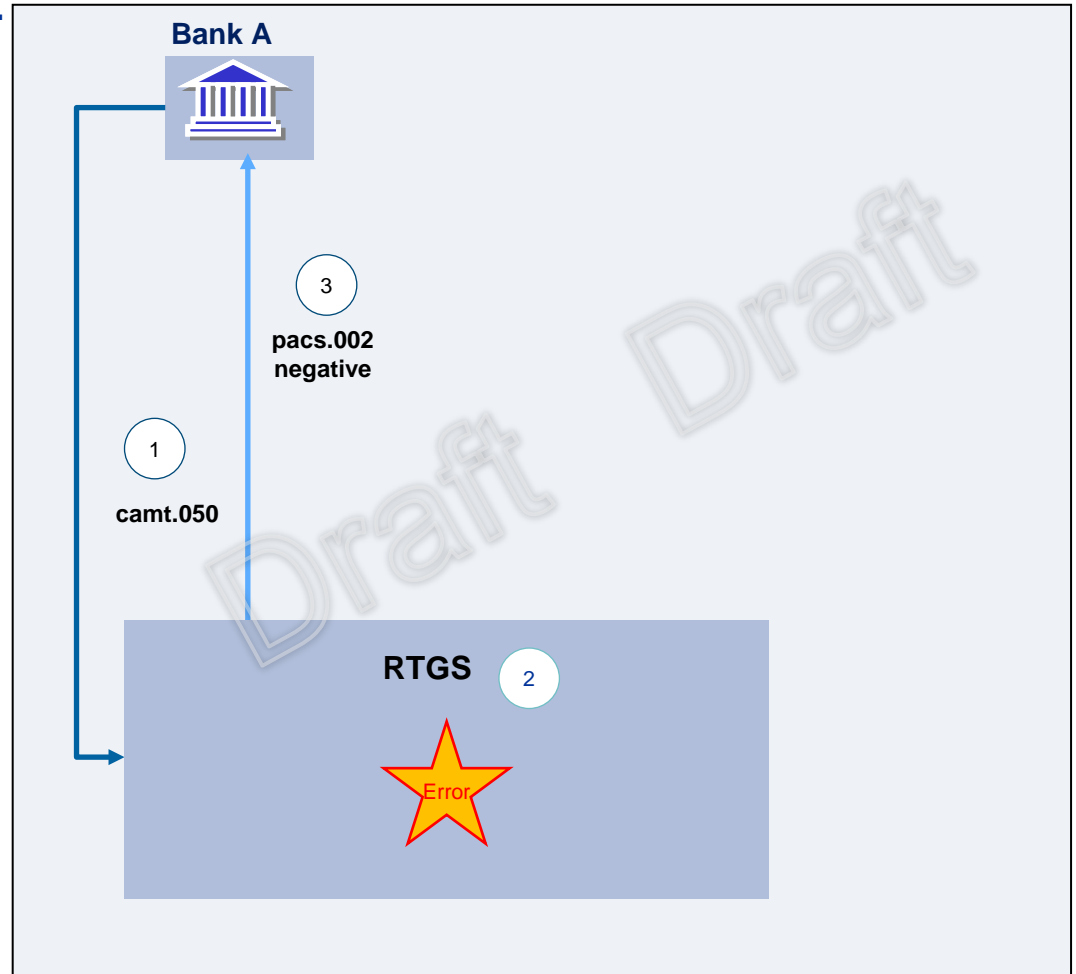 Bank A
3
pacs.002
negative
1
camt.050
RTGS
2
Error
Draft
Draft